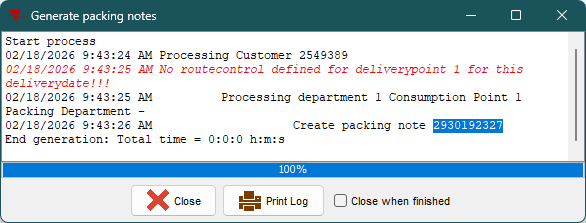 Generate packing notes
Start process
02/18/2026 9:43:24 AM Processing Customer 2549389
02/18/2026 9:43:25 AM No routecontrol defined for deliverypoint 1 for this
deliverydate!!!
02/18/2026 9:43:25 AM          Processing department 1 Consumption Point 1
Packing Department -
02/18/2026 9:43:26 AM                    Create packing note 2930192327
End generation: Total time = 0:0:0 h:m:s
100%
Close Print Log Close when finished